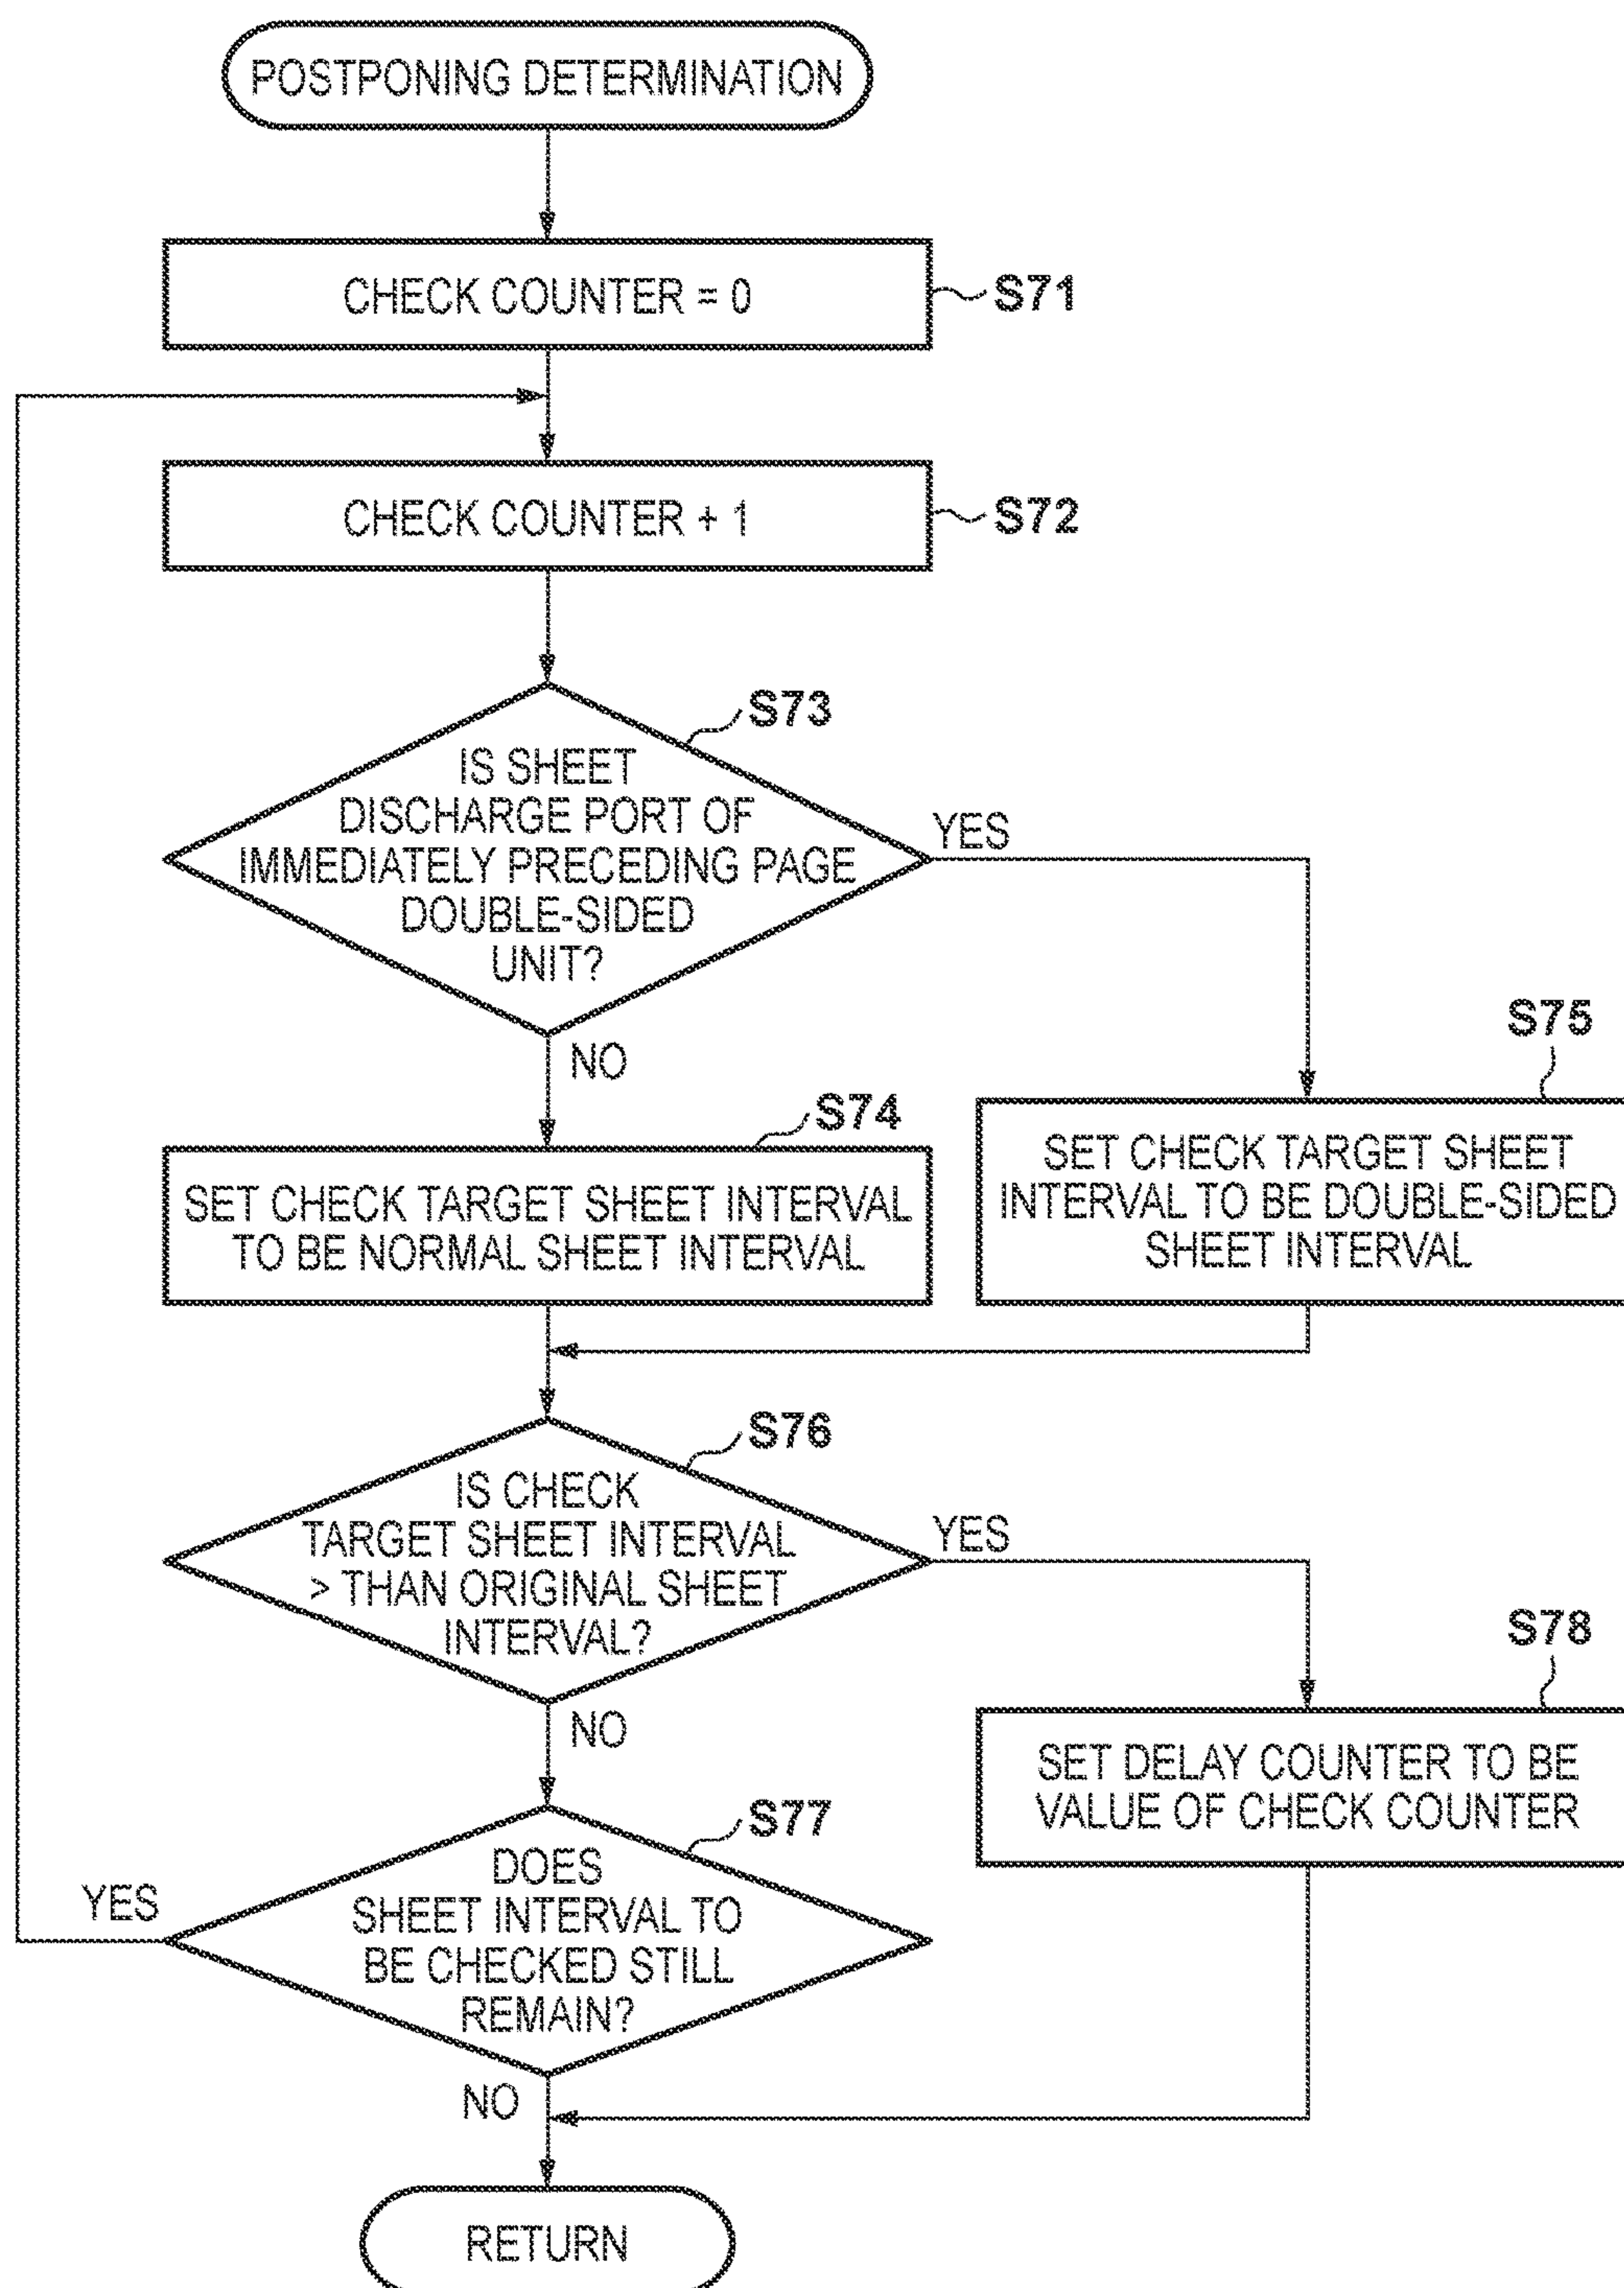 POSTPONING DETERMINATION
CHECK COUNTER = 0
S71
CHECK COUNTER + 1
S72
S73
IS SHEET
DISCHARGE PORT OF
IMMEDIATELY PRECEDING PAGE
DOUBLE-SIDED
UNIT?
YES
NO
S74
SET CHECK TARGET SHEET INTERVAL
TO BE NORMAL SHEET INTERVAL
S75
SET CHECK TARGET SHEET
INTERVAL TO BE DOUBLE-SIDED
SHEET INTERVAL
S76
IS CHECK
TARGET SHEET INTERVAL
> THAN ORIGINAL SHEET
INTERVAL?
YES
NO
S78
SET DELAY COUNTER TO BE
VALUE OF CHECK COUNTER
S77
DOES
SHEET INTERVAL TO
BE CHECKED STILL
REMAIN?
YES
NO
RETURN